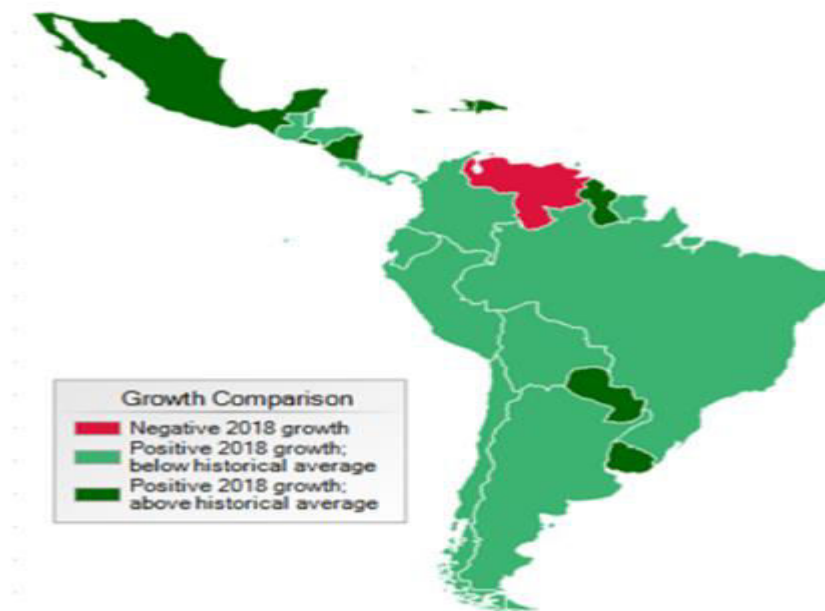 Growth Comparison
Negative 2018 growth
Positive 2018 growth;
below historical average
Positive 2018 growth;
above historical average